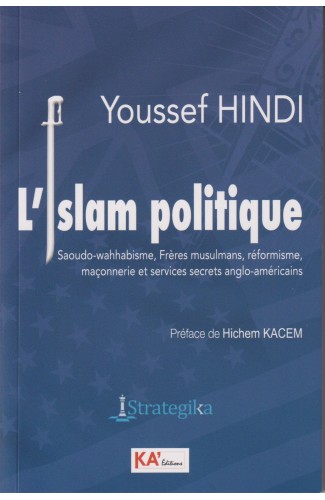 Youssef HINDI
L'Islam politique
Saoudo-wahhabisme, Frères musulmans, réformisme,
maçonnerie et services secrets anglo-américains
Préface de Hichem KACEM
Strategika
KA' Éditions